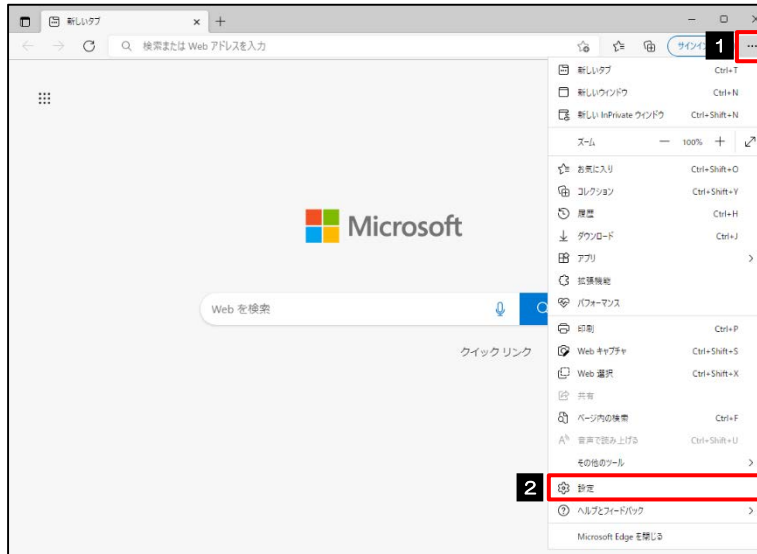 新しいタブ
検索または Web アドレスを入力
1
新しいタブ Ctrl+T
新しいウィンドウ Ctrl+N
新しい InPrivate ウィンドウ Ctrl+Shift+N
ズーム 100%
お気に入り Ctrl+Shift+O
コレクション Ctrl+Shift+Y
履歴 Ctrl+H
ダウンロード Ctrl+J
アプリ
拡張機能
パフォーマンス
印刷 Ctrl+P
Web キャプチャ Ctrl+Shift+S
Web 選択 Ctrl+Shift+X
共有
ページ内の検索 Ctrl+F
音声で読み上げる Ctrl+Shift+U
その他のツール
2 設定
ヘルプとフィードバック
Microsoft Edge を閉じる
Microsoft
Web を検索
クイック リンク